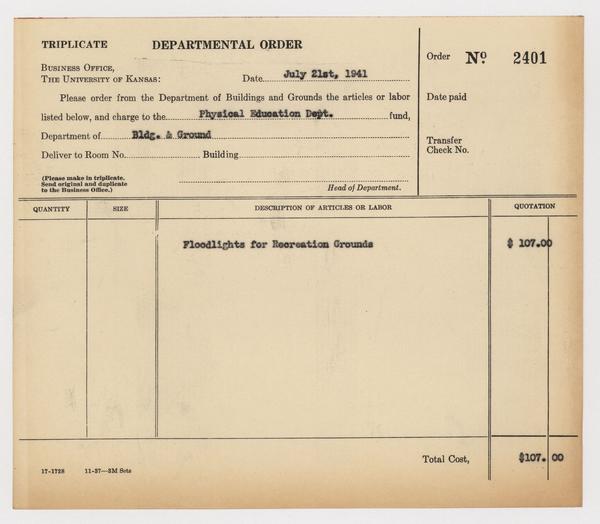 TRIPLICATE DEPARTMENTAL ORDER
Order No. 2401
BUSINESS OFFICE,
THE UNIVERSITY OF KANSAS: Date July 21st, 1941
Please order from the Department of Buildings and Grounds the articles or labor
Date paid
listed below, and charge to the Physical Education Dept. fund,
Department of Bldg. & Ground
Transfer
Check No.
Deliver to Room No. Building
(Please make in triplicate.
Send original and duplicate
to the Business Office.)
Head of Department.
QUANTITY SIZE DESCRIPTION OF ARTICLES OR LABOR QUOTATION
Floodlights for Recreation Grounds $ 107.00
Total Cost, $107.00
17-1728 11-37—3M Sets